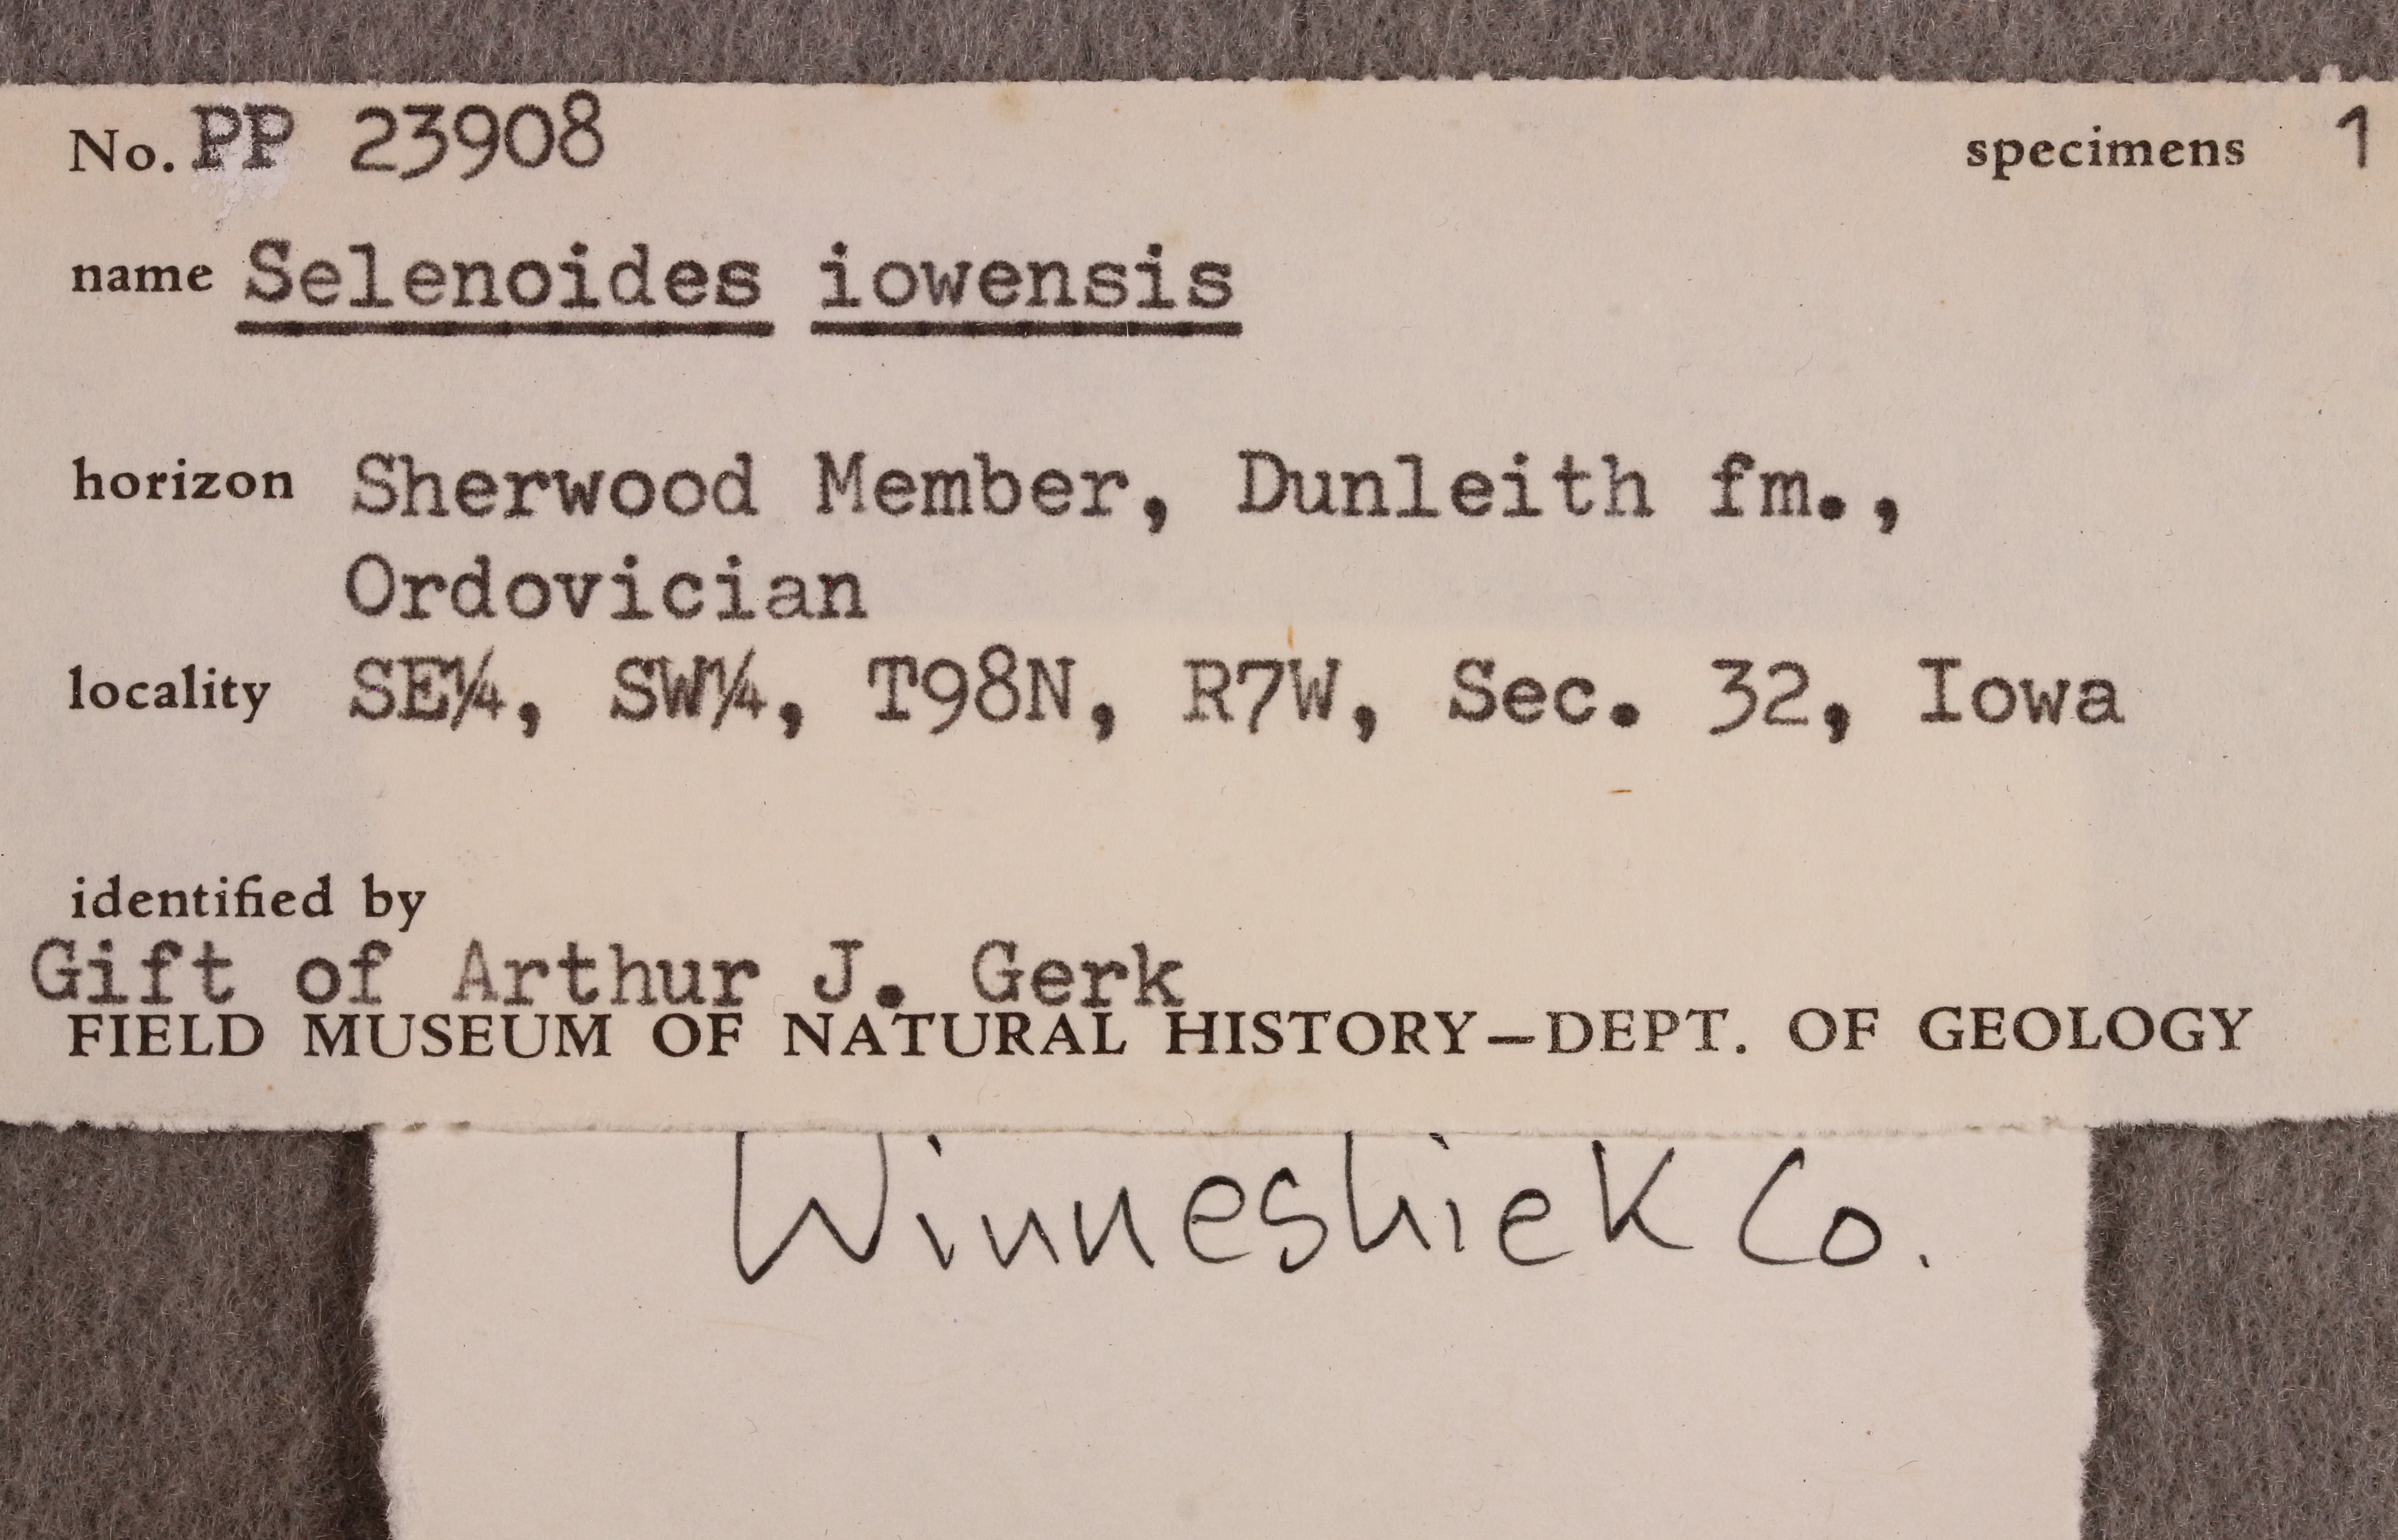 No. PP 23908 specimens 1
name Selenoides iowensis
horizon Sherwood Member, Dunleith fm.,
Ordovician
locality SE¼, SW¼, T98N, R7W, Sec. 32, Iowa
identified by
Gift of Arthur J. Gerk
FIELD MUSEUM OF NATURAL HISTORY—DEPT. OF GEOLOGY
Winneshiek Co.